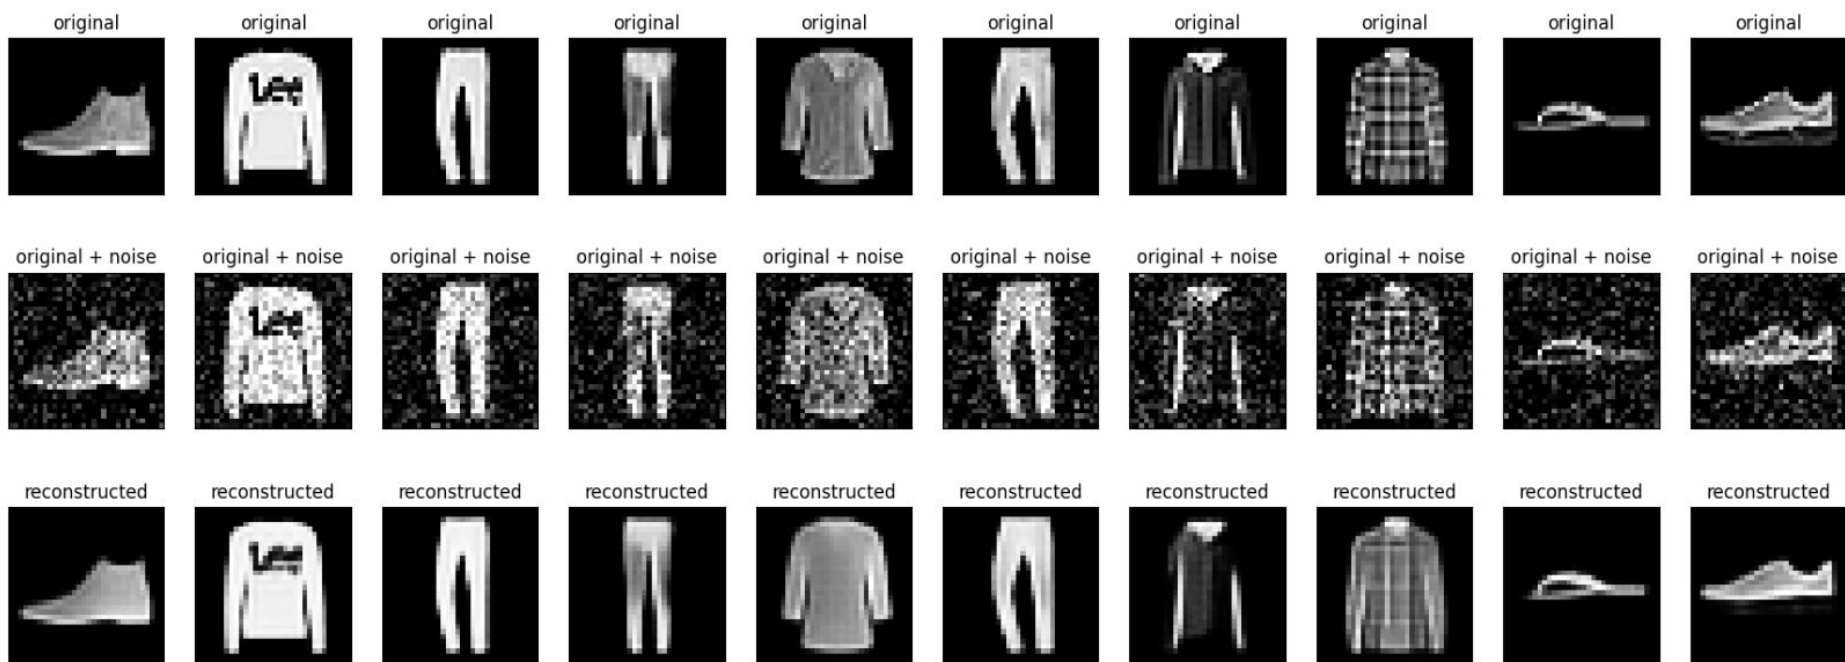 original original original original original original original original original original
Lee
original + noise original + noise original + noise original + noise original + noise original + noise original + noise original + noise original + noise original + noise
Lee
reconstructed reconstructed reconstructed reconstructed reconstructed reconstructed reconstructed reconstructed reconstructed reconstructed
Lee